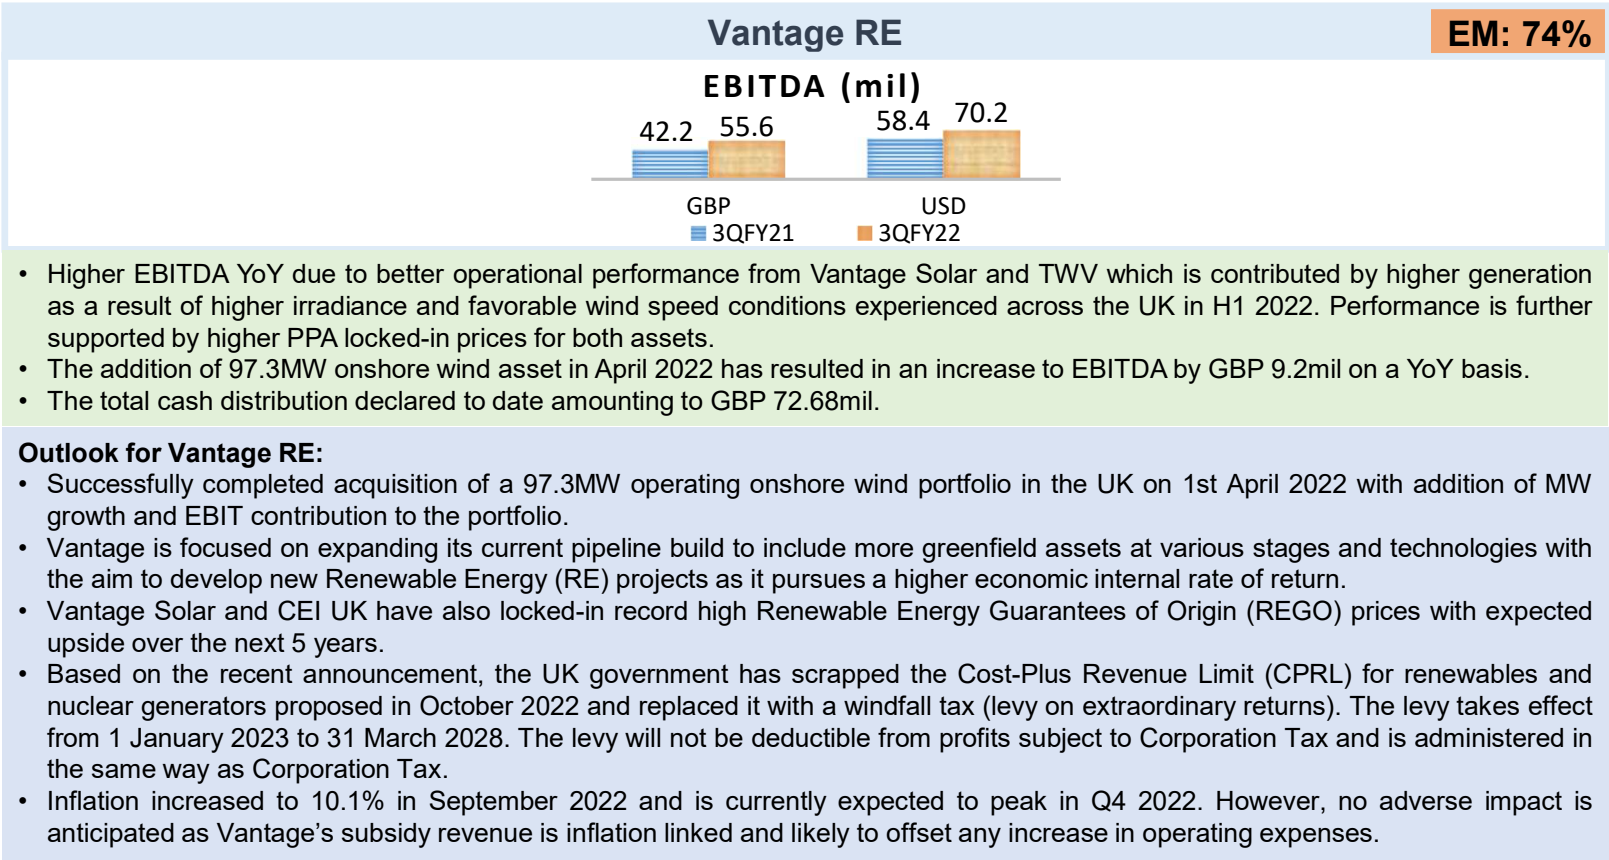 Vantage RE
EM: 74%
EBITDA (mil)
42.2 55.6 58.4 70.2
GBP USD
3QFY21 3QFY22
• Higher EBITDA YoY due to better operational performance from Vantage Solar and TWV which is contributed by higher generation
as a result of higher irradiance and favorable wind speed conditions experienced across the UK in H1 2022. Performance is further
supported by higher PPA locked-in prices for both assets.
• The addition of 97.3MW onshore wind asset in April 2022 has resulted in an increase to EBITDA by GBP 9.2mil on a YoY basis.
• The total cash distribution declared to date amounting to GBP 72.68mil.
Outlook for Vantage RE:
• Successfully completed acquisition of a 97.3MW operating onshore wind portfolio in the UK on 1st April 2022 with addition of MW
growth and EBIT contribution to the portfolio.
• Vantage is focused on expanding its current pipeline build to include more greenfield assets at various stages and technologies with
the aim to develop new Renewable Energy (RE) projects as it pursues a higher economic internal rate of return.
• Vantage Solar and CEI UK have also locked-in record high Renewable Energy Guarantees of Origin (REGO) prices with expected
upside over the next 5 years.
• Based on the recent announcement, the UK government has scrapped the Cost-Plus Revenue Limit (CPRL) for renewables and
nuclear generators proposed in October 2022 and replaced it with a windfall tax (levy on extraordinary returns). The levy takes effect
from 1 January 2023 to 31 March 2028. The levy will not be deductible from profits subject to Corporation Tax and is administered in
the same way as Corporation Tax.
• Inflation increased to 10.1% in September 2022 and is currently expected to peak in Q4 2022. However, no adverse impact is
anticipated as Vantage’s subsidy revenue is inflation linked and likely to offset any increase in operating expenses.